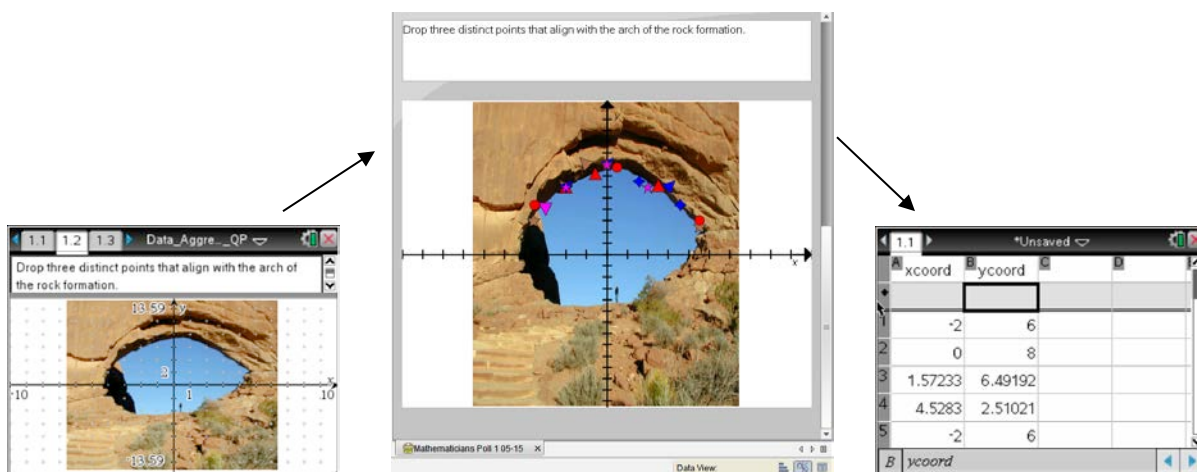 Drop three distinct points that align with the arch of the rock formation.
x
Mathematicians Poll 1 05-15 x
Data View:
1.1 1.2 1.3 Data_Aggre..._QP
Drop three distinct points that align with the arch of
the rock formation.
13.59 y
2
x
-10 1 10
-13.59
1.1 *Unsaved
A xcoord B ycoord C D
1 -2 6
2 0 8
3 1.57233 6.49192
4 4.5283 2.51021
5 -2 6
B ycoord